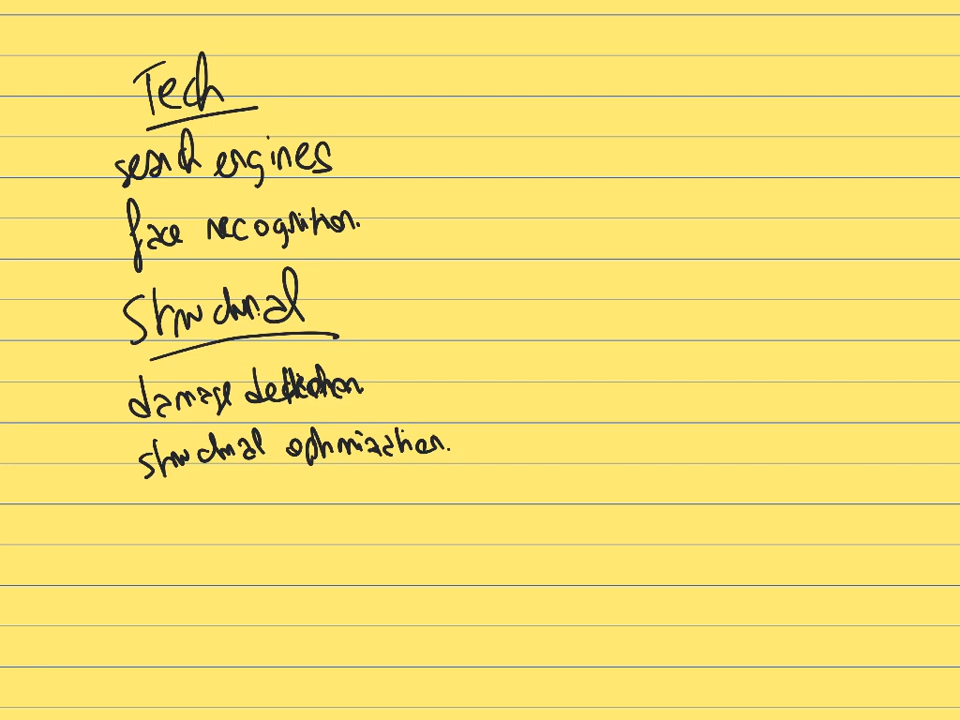 Tech
search engines
face recognition.
Structural
damage detection
structural optimization.